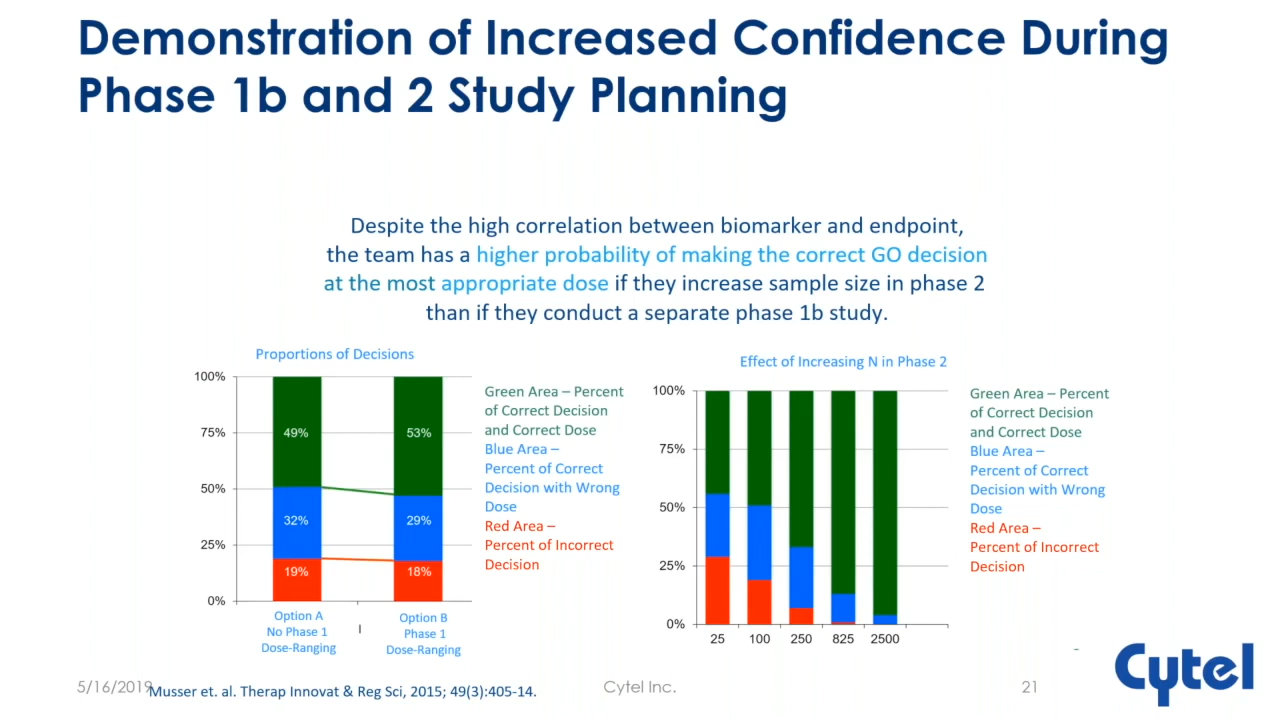 Demonstration of Increased Confidence During
Phase 1b and 2 Study Planning
Despite the high correlation between biomarker and endpoint,
the team has a higher probability of making the correct GO decision
at the most appropriate dose if they increase sample size in phase 2
than if they conduct a separate phase 1b study.
Proportions of Decisions
100%
75%
50%
25%
0%
49%
53%
32%
29%
19%
18%
Option A
No Phase 1
Dose-Ranging
Option B
Phase 1
Dose-Ranging
Green Area – Percent
of Correct Decision
and Correct Dose
Blue Area –
Percent of Correct
Decision with Wrong
Dose
Red Area –
Percent of Incorrect
Decision
Effect of Increasing N in Phase 2
100%
75%
50%
25%
0%
25 100 250 825 2500
Green Area – Percent
of Correct Decision
and Correct Dose
Blue Area –
Percent of Correct
Decision with Wrong
Dose
Red Area –
Percent of Incorrect
Decision
5/16/2019
Musser et. al. Therap Innovat & Reg Sci, 2015; 49(3):405-14.
Cytel Inc.
21
Cytel